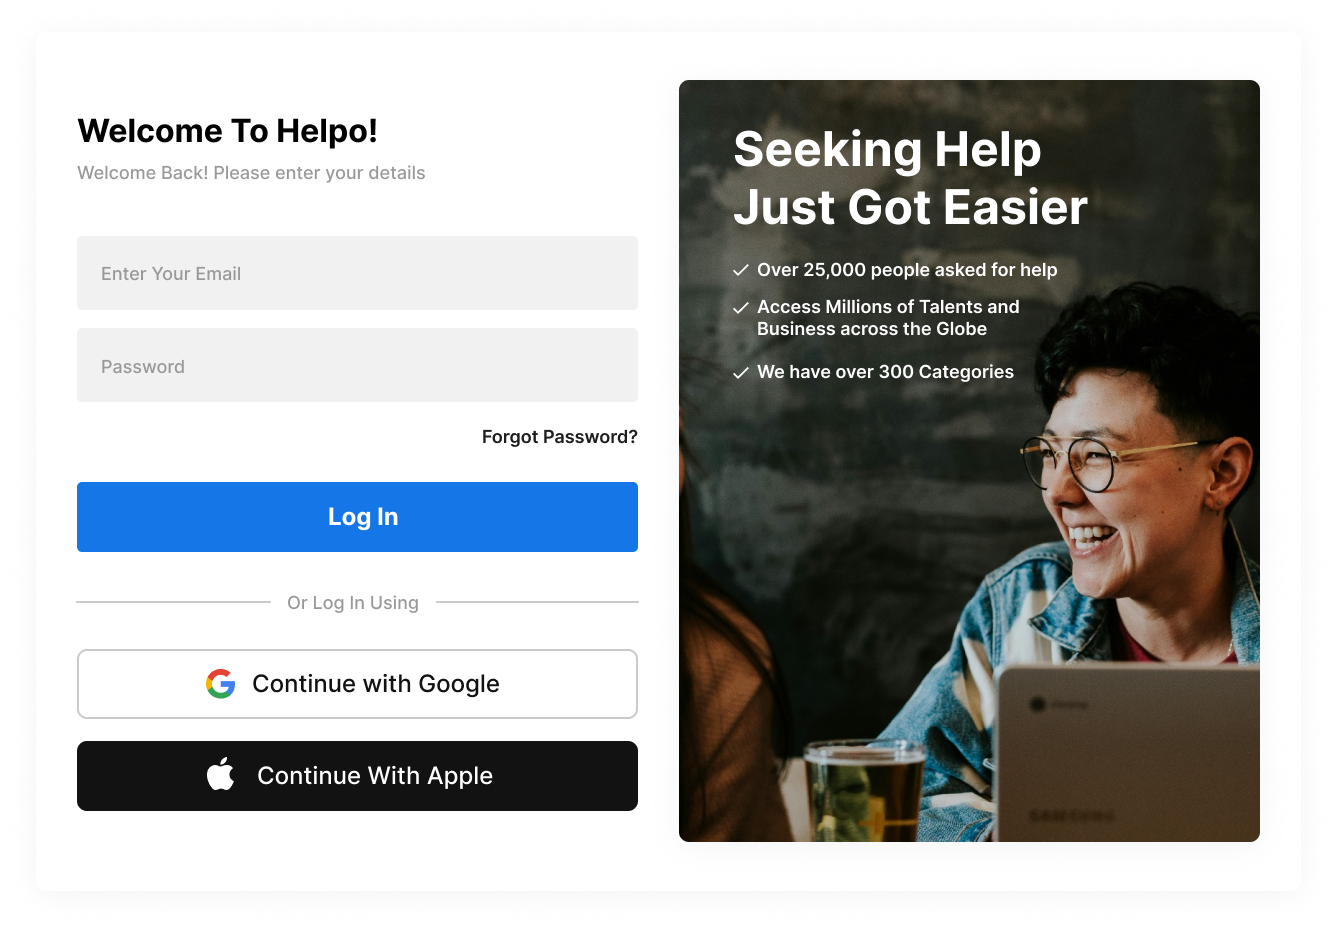 Welcome To Helpo!
Welcome Back! Please enter your details
Enter Your Email
Password
Forgot Password?
Log In
Or Log In Using
Continue with Google
Continue With Apple
Seeking Help
Just Got Easier
Over 25,000 people asked for help
Access Millions of Talents and
Business across the Globe
We have over 300 Categories
SAMSUNG